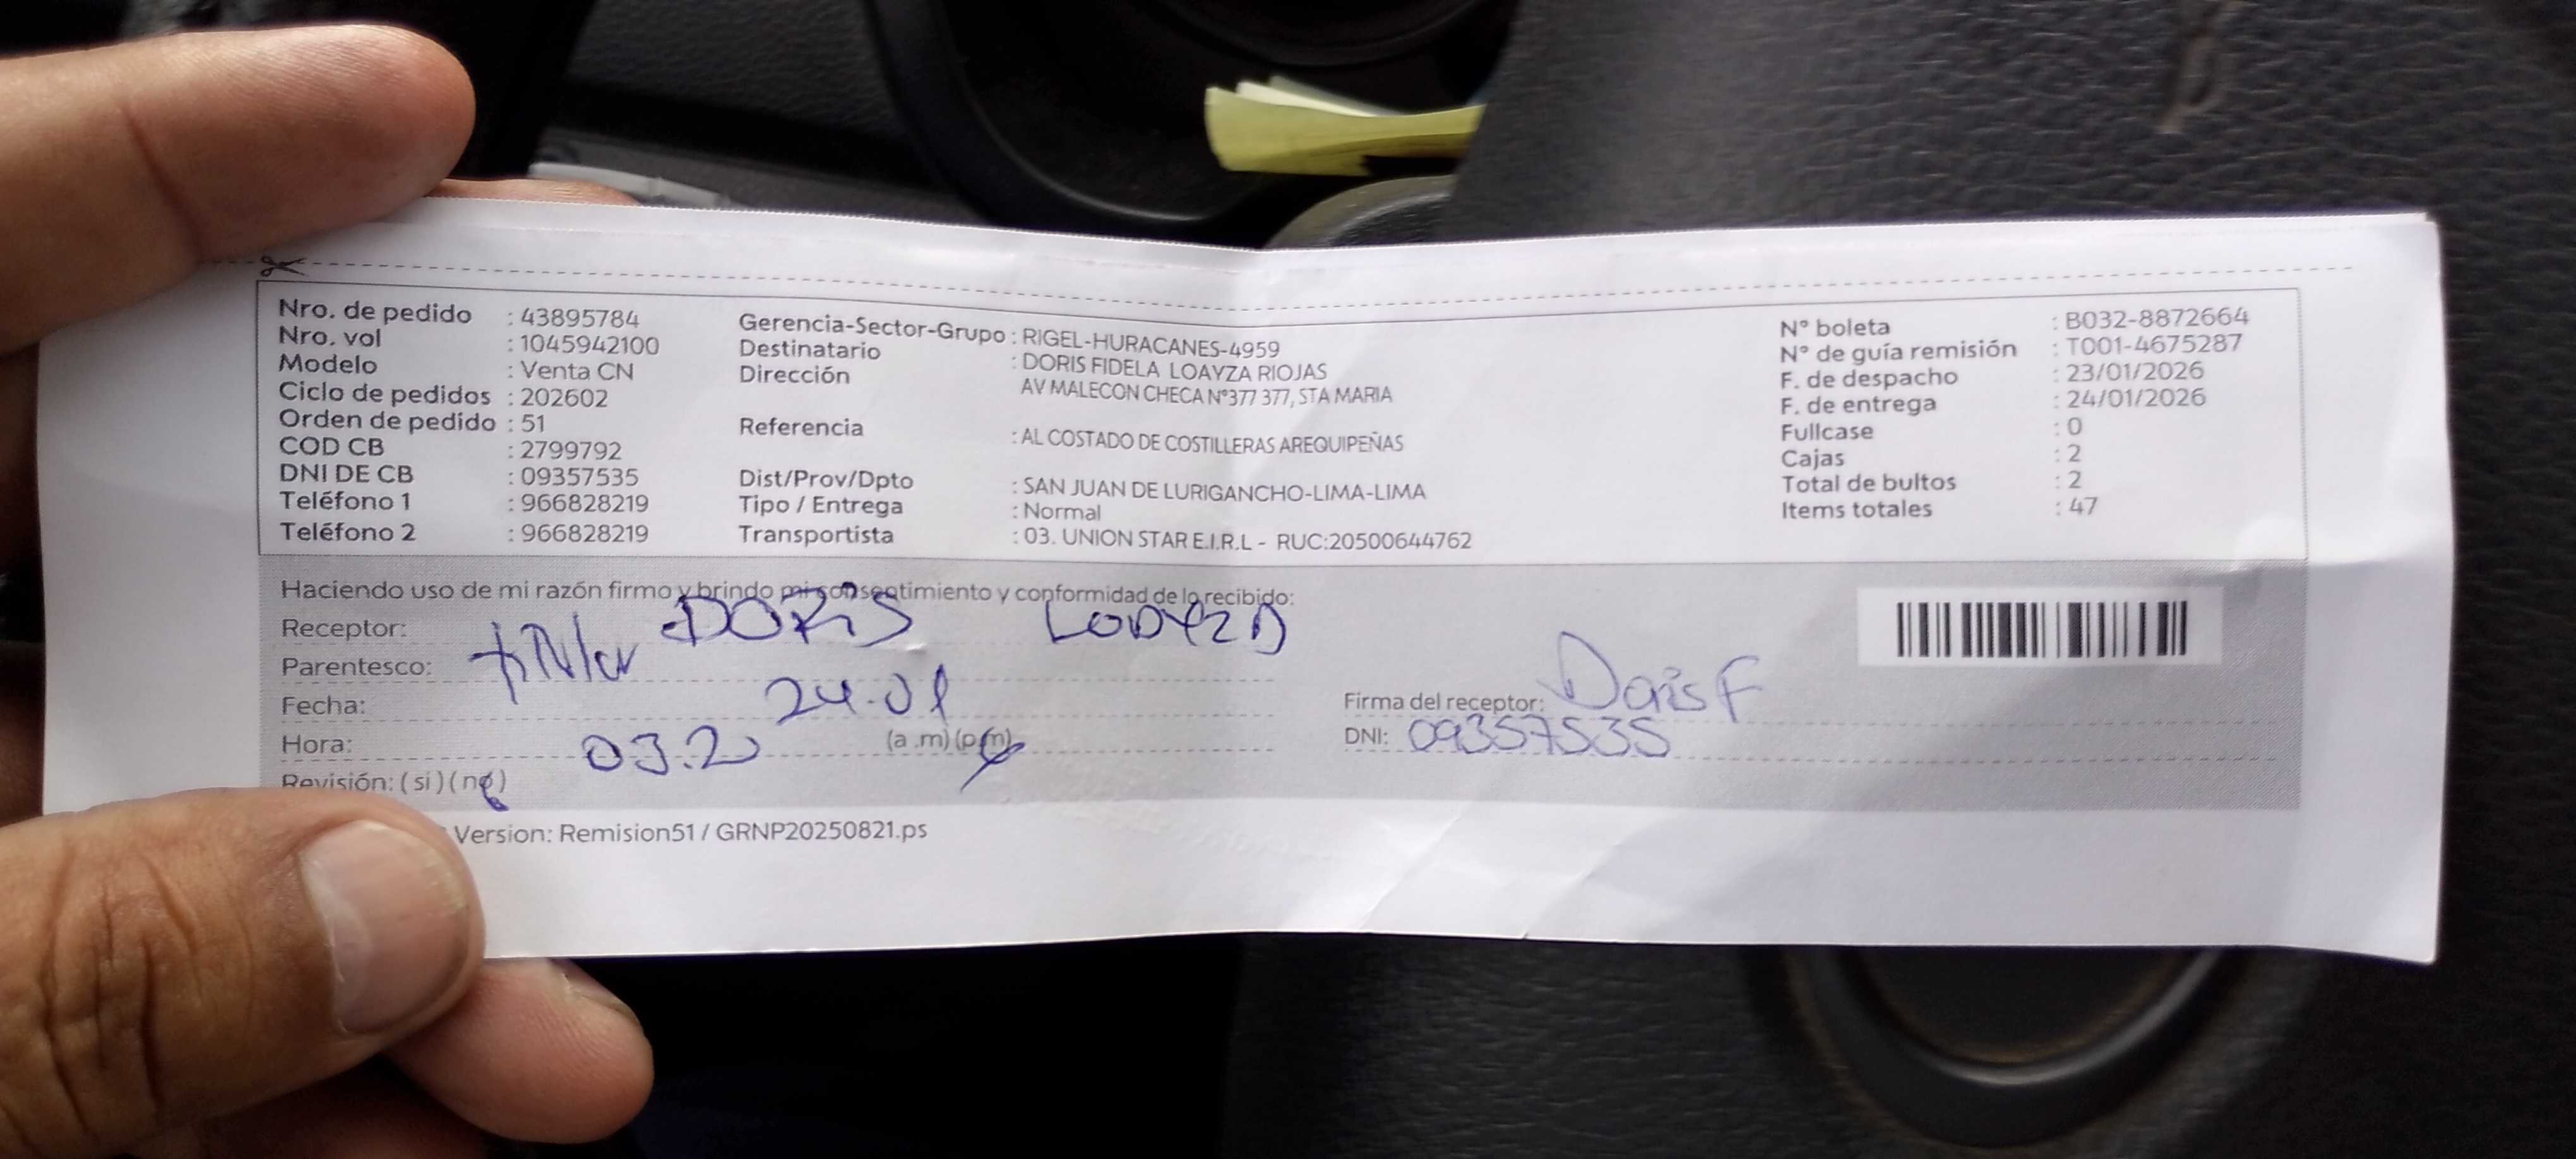 Nro. de pedido : 43895784
Nro. vol : 1045942100
Modelo : Venta CN
Ciclo de pedidos : 202602
Orden de pedido : 51
COD CB : 2799792
DNI DE CB : 09357535
Teléfono 1 : 966828219
Teléfono 2 : 966828219
Gerencia-Sector-Grupo : RIGEL-HURACANES-4959
Destinatario : DORIS FIDELA LOAYZA RIOJAS
Dirección AV MALECON CHECA N°377 377, STA MARIA
Referencia : AL COSTADO DE COSTILLERAS AREQUIPEÑAS
Dist/Prov/Dpto : SAN JUAN DE LURIGANCHO-LIMA-LIMA
Tipo / Entrega : Normal
Transportista : 03. UNION STAR E.I.R.L - RUC:20500644762
N° boleta : B032-8872664
N° de guía remisión : T001-4675287
F. de despacho : 23/01/2026
F. de entrega : 24/01/2026
Fullcase : 0
Cajas : 2
Total de bultos : 2
Items totales : 47
Haciendo uso de mi razón firmo y brindo mi consentimiento y conformidad de lo recibido:
Receptor: DORIS LOAYZA
Parentesco:
Fecha: 24.01
Hora: 03.20 (a .m) (p.m)
Revisión: ( si ) ( no )
Firma del receptor: Doris F
DNI: 09357535
Version: Remision51 / GRNP20250821.ps